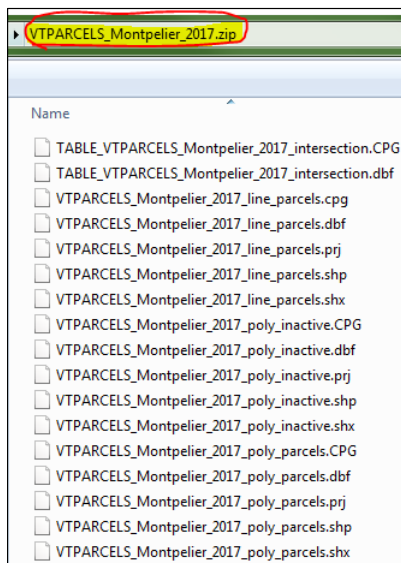 VTPARCELS_Montpelier_2017.zip
Name
TABLE_VTPARCELS_Montpelier_2017_intersection.CPG
TABLE_VTPARCELS_Montpelier_2017_intersection.dbf
VTPARCELS_Montpelier_2017_line_parcels.cpg
VTPARCELS_Montpelier_2017_line_parcels.dbf
VTPARCELS_Montpelier_2017_line_parcels.prj
VTPARCELS_Montpelier_2017_line_parcels.shp
VTPARCELS_Montpelier_2017_line_parcels.shx
VTPARCELS_Montpelier_2017_poly_inactive.CPG
VTPARCELS_Montpelier_2017_poly_inactive.dbf
VTPARCELS_Montpelier_2017_poly_inactive.prj
VTPARCELS_Montpelier_2017_poly_inactive.shp
VTPARCELS_Montpelier_2017_poly_inactive.shx
VTPARCELS_Montpelier_2017_poly_parcels.CPG
VTPARCELS_Montpelier_2017_poly_parcels.dbf
VTPARCELS_Montpelier_2017_poly_parcels.prj
VTPARCELS_Montpelier_2017_poly_parcels.shp
VTPARCELS_Montpelier_2017_poly_parcels.shx